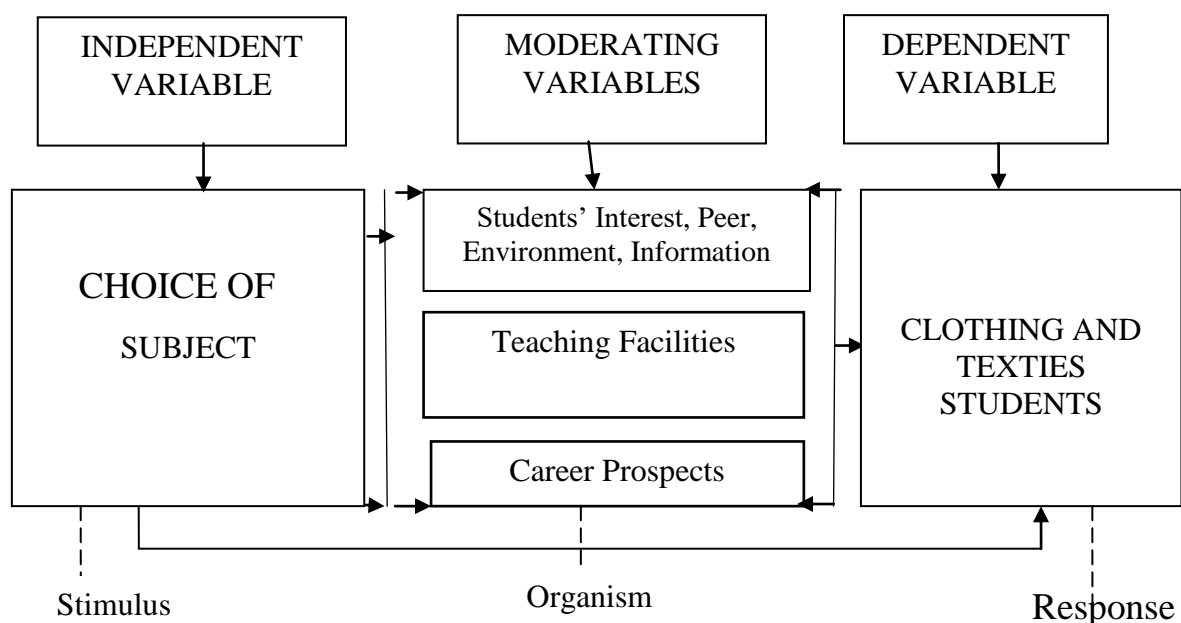 INDEPENDENT
VARIABLE
MODERATING
VARIABLES
DEPENDENT
VARIABLE
CHOICE OF
SUBJECT
Students’ Interest, Peer,
Environment, Information
Teaching Facilities
Career Prospects
CLOTHING AND
TEXTIES
STUDENTS
Stimulus
Organism
Response